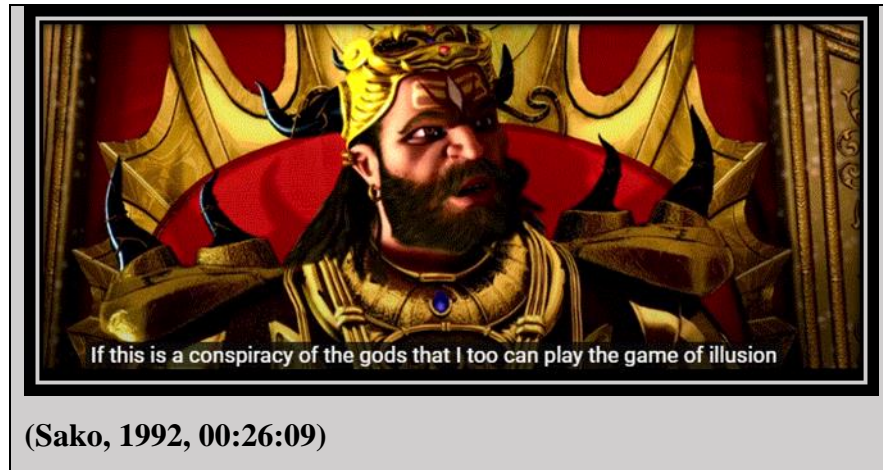 If this is a conspiracy of the gods that I too can play the game of illusion
(Sako, 1992, 00:26:09)